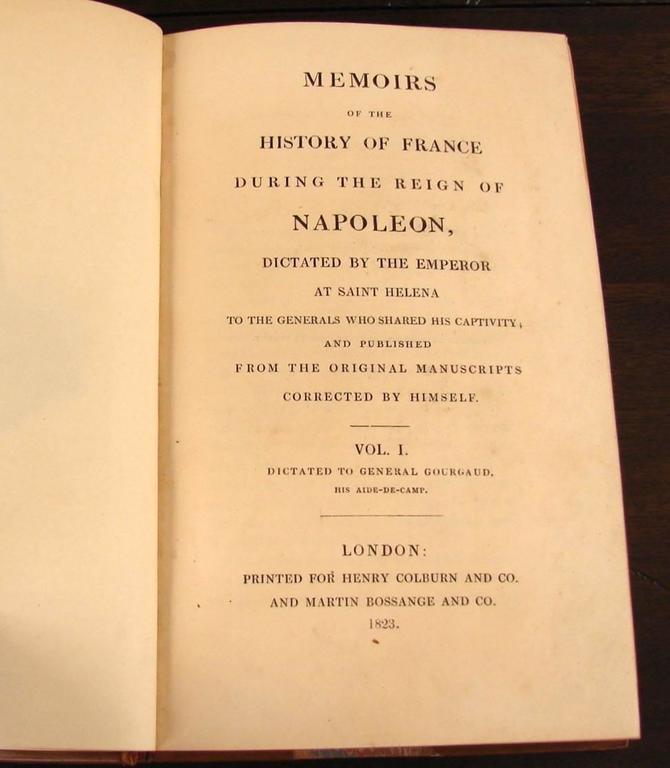 MEMOIRS
OF THE
HISTORY OF FRANCE
DURING THE REIGN OF
NAPOLEON,
DICTATED BY THE EMPEROR
AT SAINT HELENA
TO THE GENERALS WHO SHARED HIS CAPTIVITY;
AND PUBLISHED
FROM THE ORIGINAL MANUSCRIPTS
CORRECTED BY HIMSELF.
VOL. I.
DICTATED TO GENERAL GOURGAUD,
HIS AIDE-DE-CAMP.
LONDON:
PRINTED FOR HENRY COLBURN AND CO.
AND MARTIN BOSSANGE AND CO.
1823.